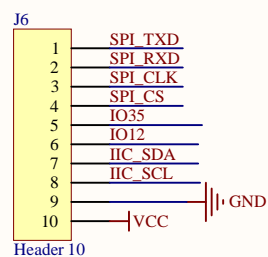 J6
1 SPI_TXD
2 SPI_RXD
3 SPI_CLK
4 SPI_CS
5 IO35
6 IO12
7 IIC_SDA
8 IIC_SCL
9 GND
10 VCC
Header 10